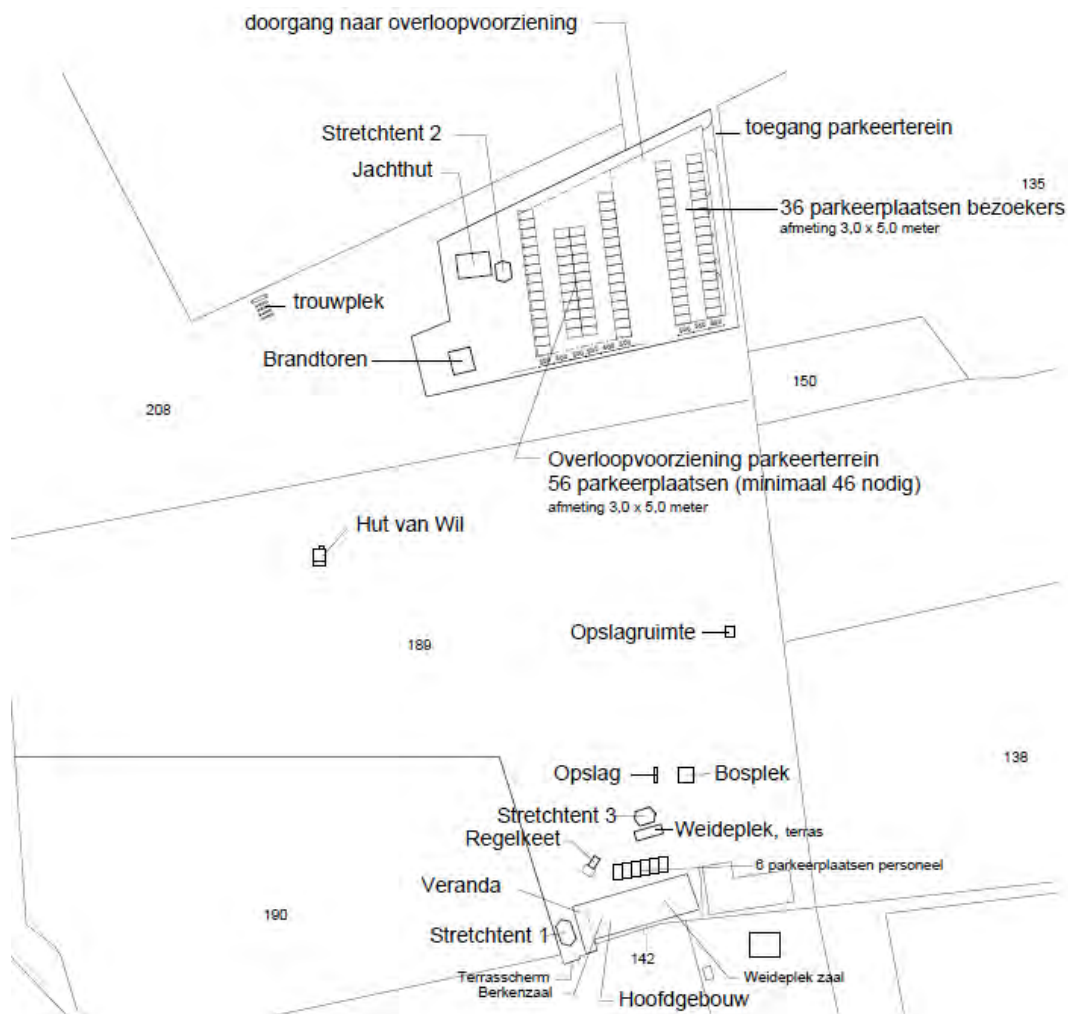 doorgang naar overloopvoorziening
Stretchtent 2
toegang parkeerterein
Jachthut
135
36 parkeerplaatsen bezoekers
afmeting 3,0 x 5,0 meter
trouwplek
Brandtoren
150
208
Overloopvoorziening parkeerterrein
56 parkeerplaatsen (minimaal 46 nodig)
afmeting 3,0 x 5,0 meter
Hut van Wil
Opslagruimte
189
138
Opslag
Bosplek
Stretchtent 3
Weideplek, terras
Regelkeet
6 parkeerplaatsen personeel
Veranda
190
Stretchtent 1
142
Terrasscherm
Weideplek zaal
Berkenzaal
Hoofdgebouw